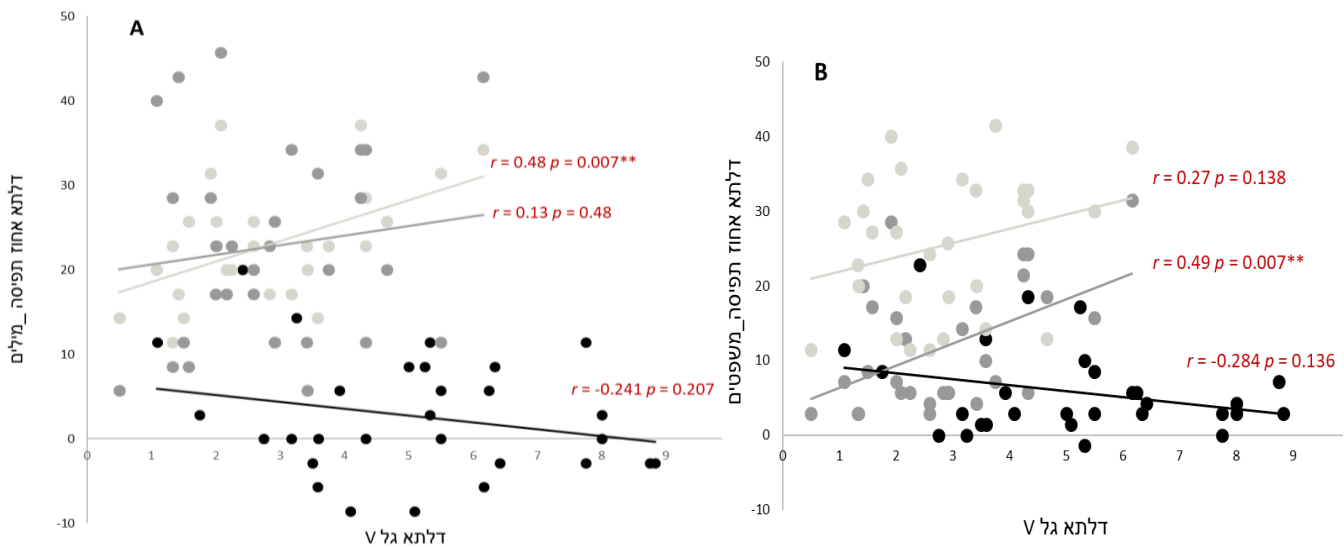 A
50
40
30
20
10
0
-10
0 1 2 3 4 5 6 7 8 9
דלתא אחוז תפיסה_מילים
דלתא גל V
r = 0.48 p = 0.007**
r = 0.13 p = 0.48
r = -0.241 p = 0.207
B
50
40
30
20
10
0
-10
0 1 2 3 4 5 6 7 8 9
דלתא אחוז תפיסה_משפטים
דלתא גל V
r = 0.27 p = 0.138
r = 0.49 p = 0.007**
r = -0.284 p = 0.136